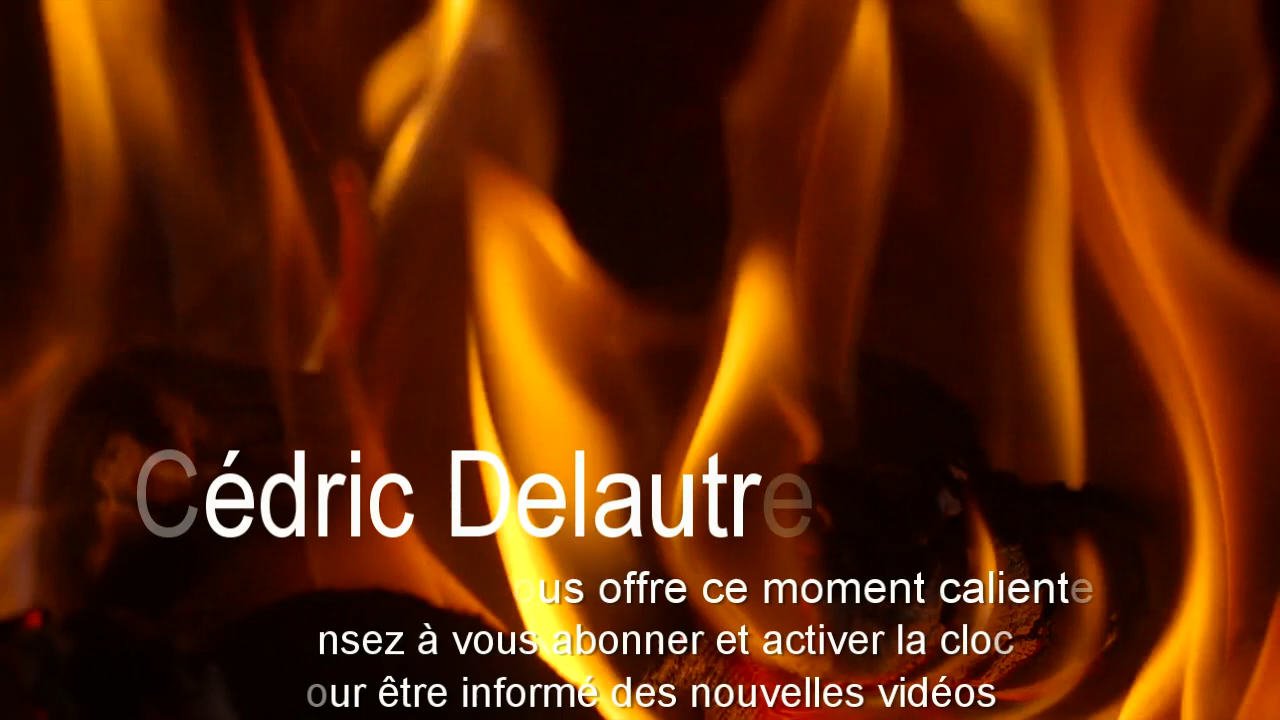 Cédric Delautre
ous offre ce moment caliente
nsez à vous abonner et activer la cloc
our être informé des nouvelles vidéos